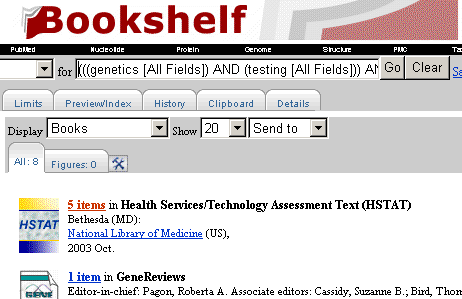 Bookshelf
PubMed Nucleotide Protein Genome Structure PMC
for (((genetics [All Fields]) AND (testing [All Fields])) AN Go Clear
Limits Preview/Index History Clipboard Details
Display Books Show 20 Send to
All: 8 Figures: 0
5 items in Health Services/Technology Assessment Text (HSTAT)
HSTAT
Bethesda (MD):
National Library of Medicine (US),
2003 Oct.
1 item in GeneReviews
GENE
Editor-in-chief: Pagon, Roberta A. Associate editors: Cassidy, Suzanne B.; Bird, Thom